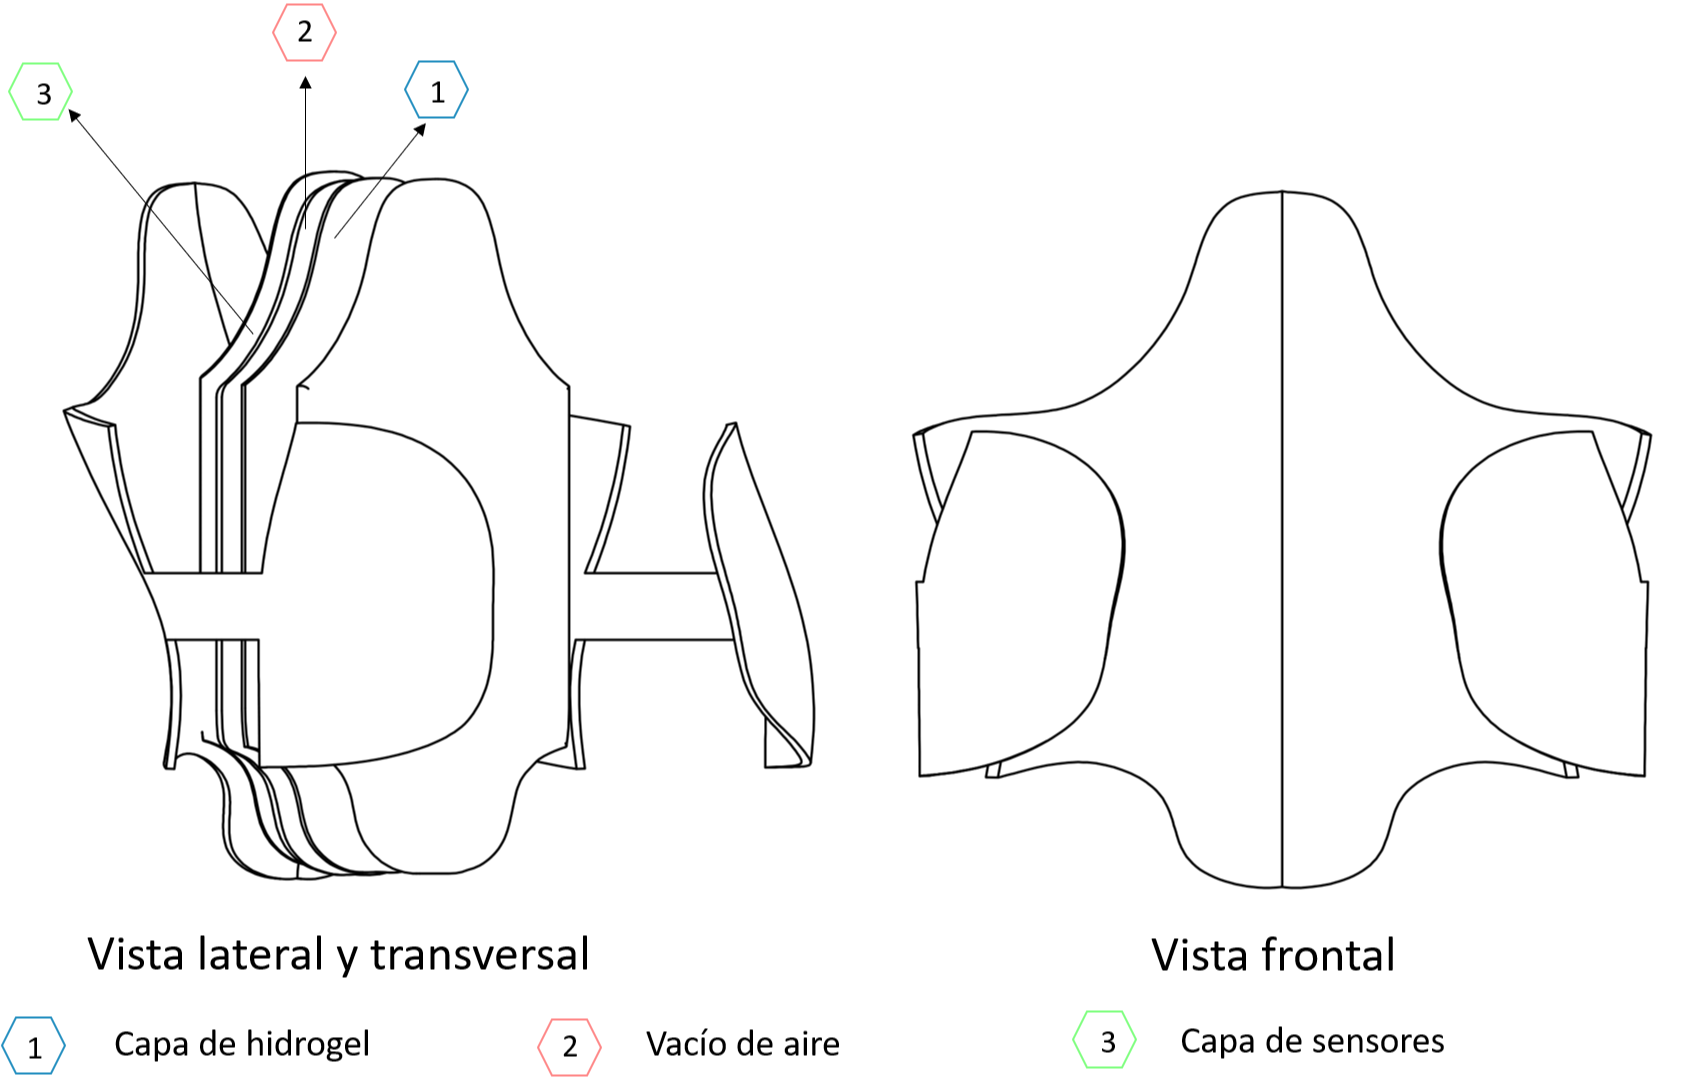 2
3
1
Vista lateral y transversal
Vista frontal
1 Capa de hidrogel
2 Vacío de aire
3 Capa de sensores